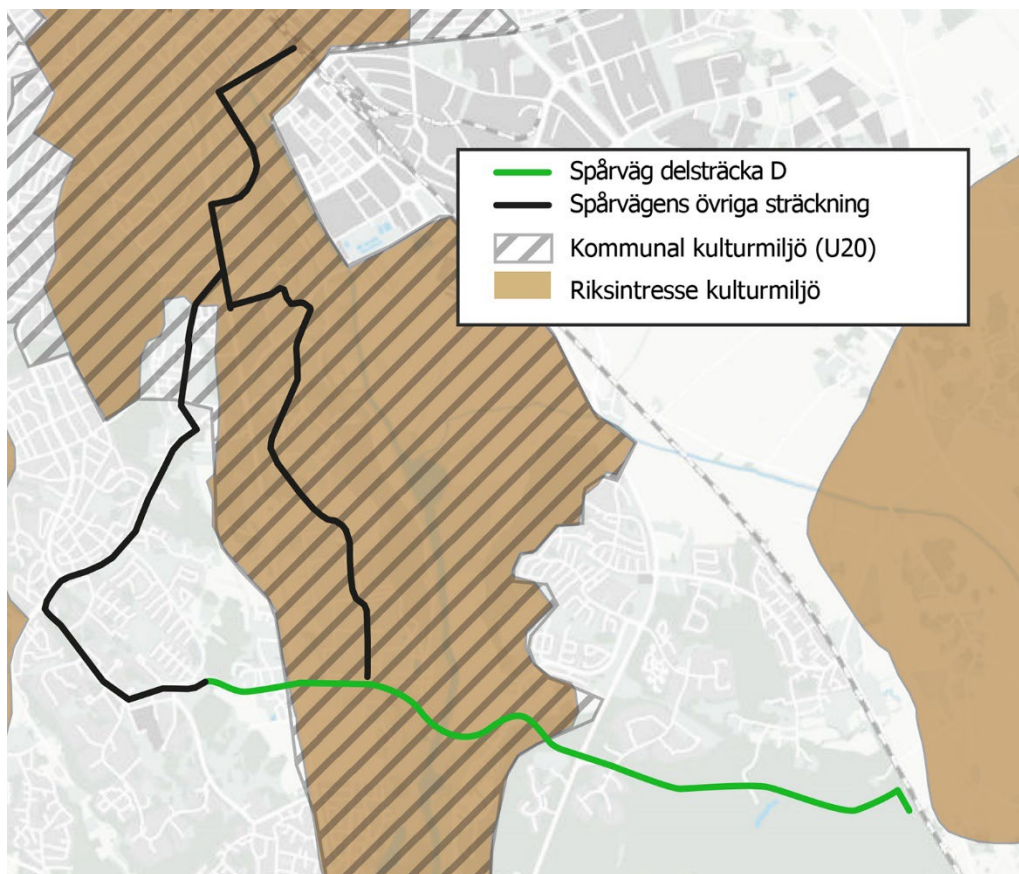 Spårväg delsträcka D
Spårvägens övriga sträckning
Kommunal kulturmiljö (U20)
Riksintresse kulturmiljö